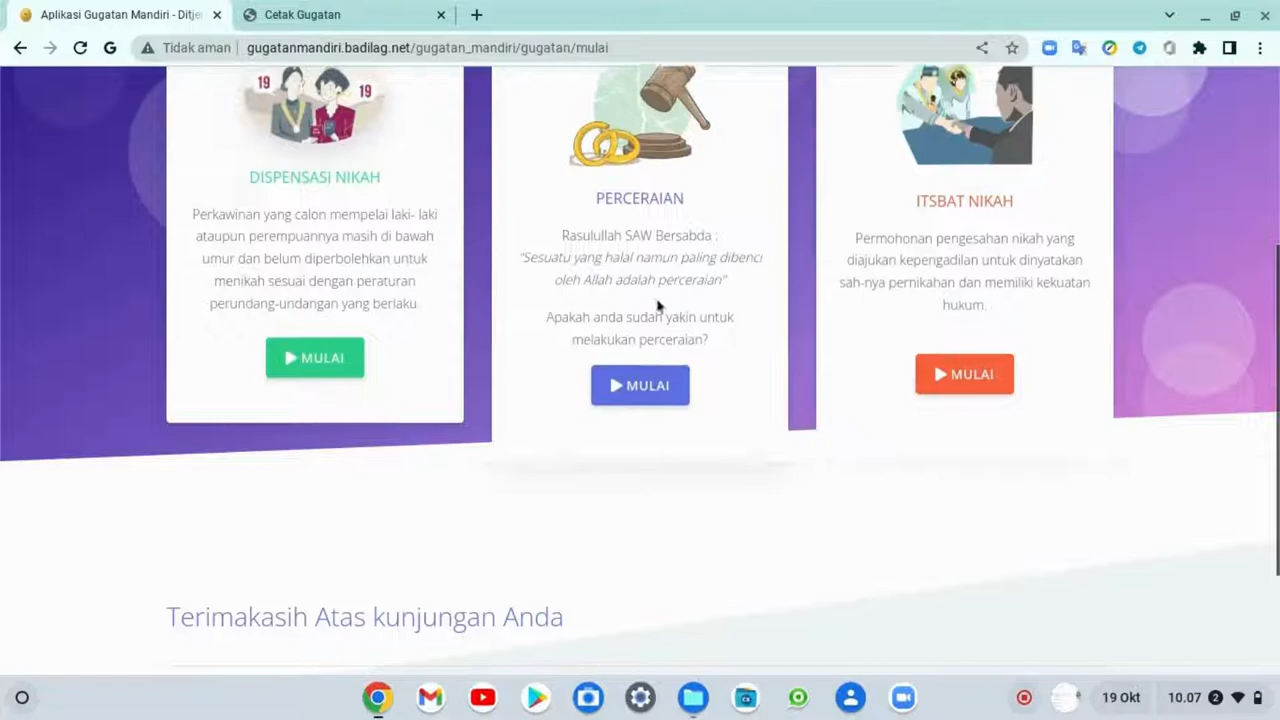 Aplikasi Gugatan Mandiri - Ditje
Cetak Gugatan
Tidak aman
gugatanmandiri.badilag.net/gugatan_mandiri/gugatan/mulai
19
19
DISPENSASI NIKAH
Perkawinan yang calon mempelai laki- laki
ataupun perempuannya masih di bawah
umur dan belum diperbolehkan untuk
menikah sesuai dengan peraturan
perundang-undangan yang berlaku.
MULAI
PERCERAIAN
Rasulullah SAW Bersabda :
"Sesuatu yang halal namun paling dibenci
oleh Allah adalah perceraian"
Apakah anda sudah yakin untuk
melakukan perceraian?
MULAI
ITSBAT NIKAH
Permohonan pengesahan nikah yang
diajukan kepengadilan untuk dinyatakan
sah-nya pernikahan dan memiliki kekuatan
hukum.
MULAI
Terimakasih Atas kunjungan Anda
19 Okt
10.07
2